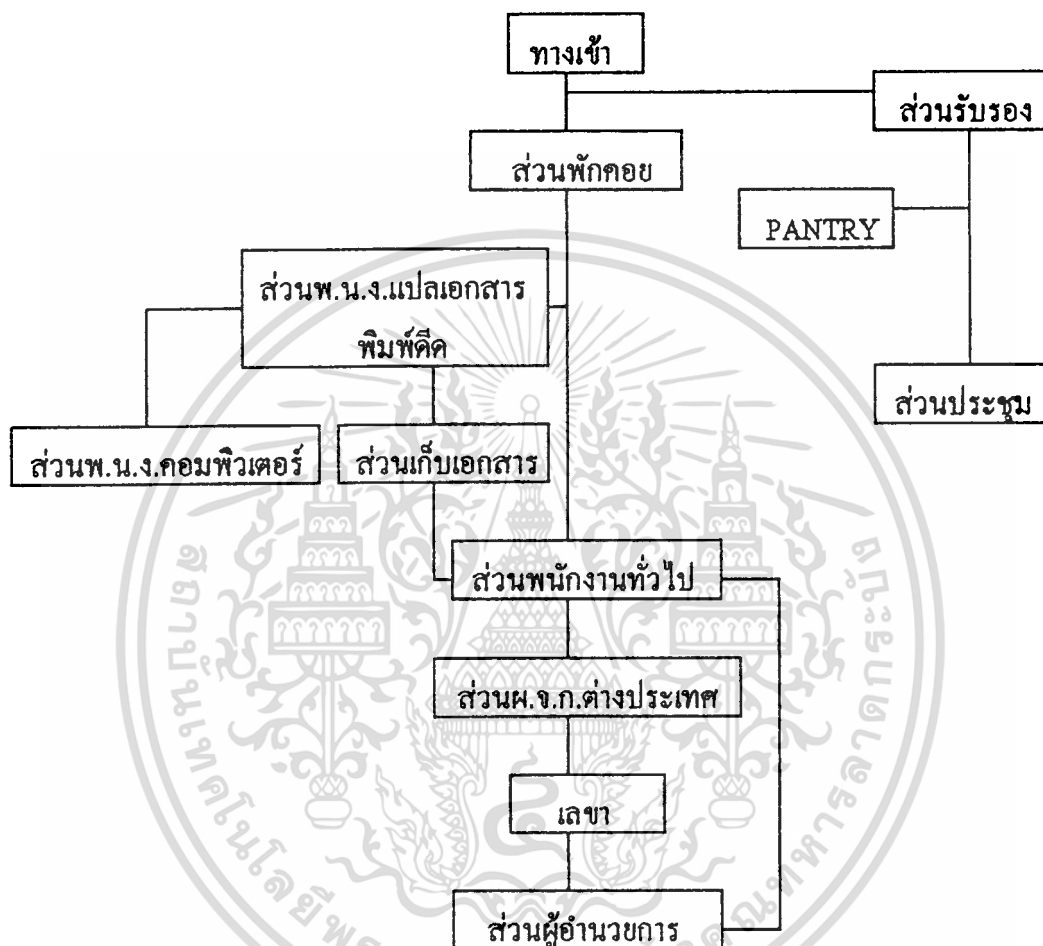 ทางเข้า
ส่วนรับรอง
ส่วนพักคอย
PANTRY
ส่วนพ.น.ง.แปลเอกสาร
พิมพ์ดีด
ส่วนประชุม
ส่วนพ.น.ง.คอมพิวเตอร์
ส่วนเก็บเอกสาร
ส่วนพนักงานทั่วไป
ส่วนผ.จ.ก.ต่างประเทศ
เลขา
ส่วนผู้อำนวยการ